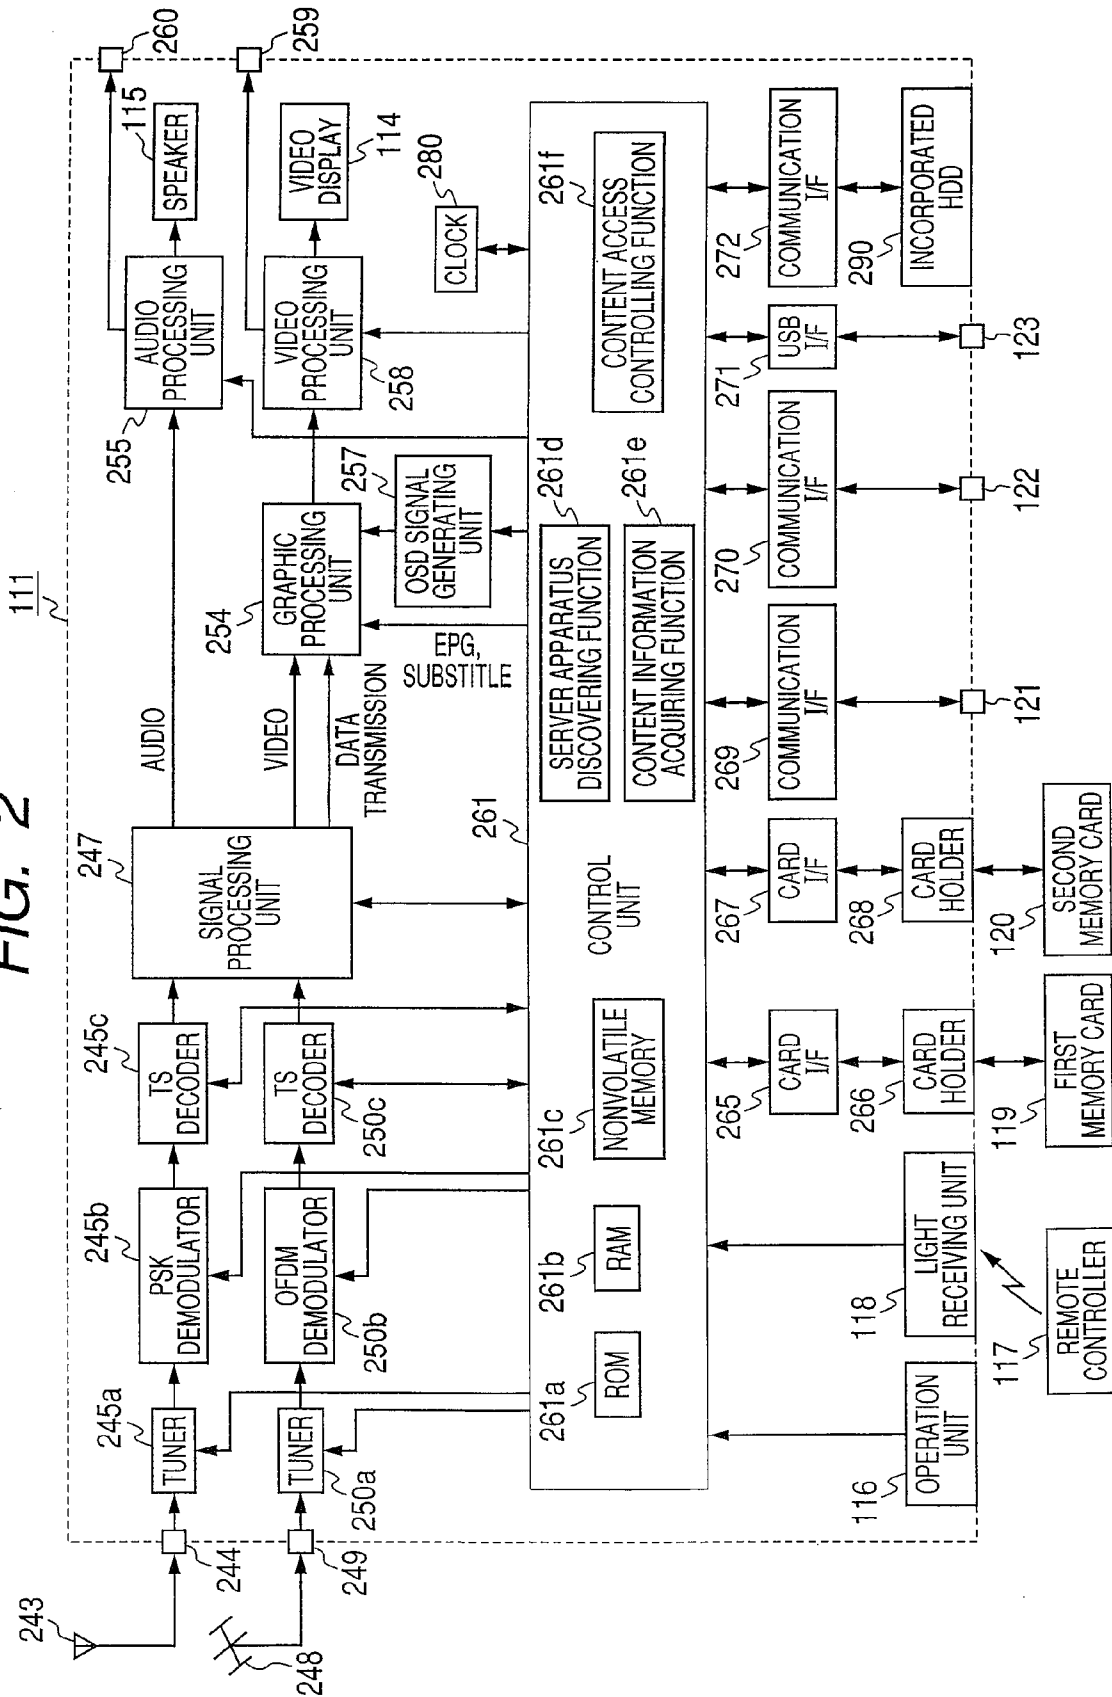 FIG. 2
111
243
244
245a
TUNER
245b
PSK
DEMODULATOR
245c
TS
DECODER
247
SIGNAL
PROCESSING
UNIT
AUDIO
255
AUDIO
PROCESSING
UNIT
115
SPEAKER
260
248
249
250a
TUNER
250b
OFDM
DEMODULATOR
250c
TS
DECODER
VIDEO
DATA
TRANSMISSION
254
GRAPHIC
PROCESSING
UNIT
EPG,
SUBSTITLE
257
OSD SIGNAL
GENERATING
UNIT
258
VIDEO
PROCESSING
UNIT
VIDEO
DISPLAY
114
259
280
CLOCK
261
CONTROL
UNIT
261a
ROM
261b
RAM
261c
NONVOLATILE
MEMORY
261d
SERVER APPARATUS
DISCOVERING FUNCTION
261e
CONTENT INFORMATION
ACQUIRING FUNCTION
261f
CONTENT ACCESS
CONTROLLING FUNCTION
116
OPERATION
UNIT
118
LIGHT
RECEIVING UNIT
117
REMOTE
CONTROLLER
265
CARD
I/F
266
CARD
HOLDER
119
FIRST
MEMORY CARD
267
CARD
I/F
268
CARD
HOLDER
120
SECOND
MEMORY CARD
269
COMMUNICATION
I/F
121
270
COMMUNICATION
I/F
122
271
USB
I/F
123
272
COMMUNICATION
I/F
290
INCORPORATED
HDD